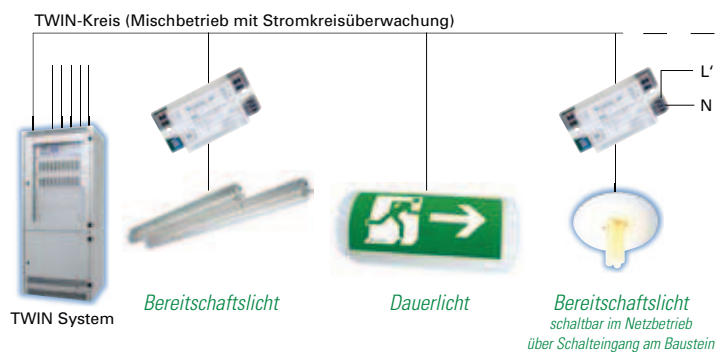 TWIN-Kreis (Mischbetrieb mit Stromkreisüberwachung)
L‘
N
TWIN System
Bereitschaftslicht
Dauerlicht
Bereitschaftslicht
schaltbar im Netzbetrieb
über Schalteingang am Baustein